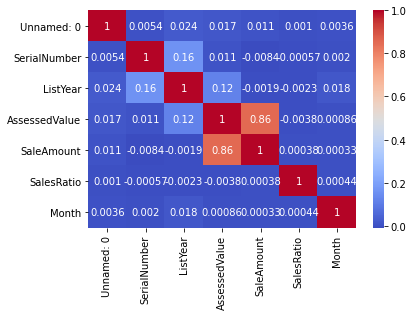 Unnamed: 0 1 0.0054 0.024 0.017 0.011 0.001 0.0036
SerialNumber 0.0054 1 0.16 0.011 -0.0084 -0.00057 0.002
ListYear 0.024 0.16 1 0.12 -0.0019 -0.0023 0.018
AssessedValue 0.017 0.011 0.12 1 0.86 -0.0038 0.00086
SaleAmount 0.011 -0.0084 -0.0019 0.86 1 0.00038 0.00033
SalesRatio 0.001 -0.00057 -0.0023 -0.0038 0.00038 1 0.00044
Month 0.0036 0.002 0.018 0.00086 0.00033 0.00044 1
Unnamed: 0 SerialNumber ListYear AssessedValue SaleAmount SalesRatio Month
1.0
0.8
0.6
0.4
0.2
0.0